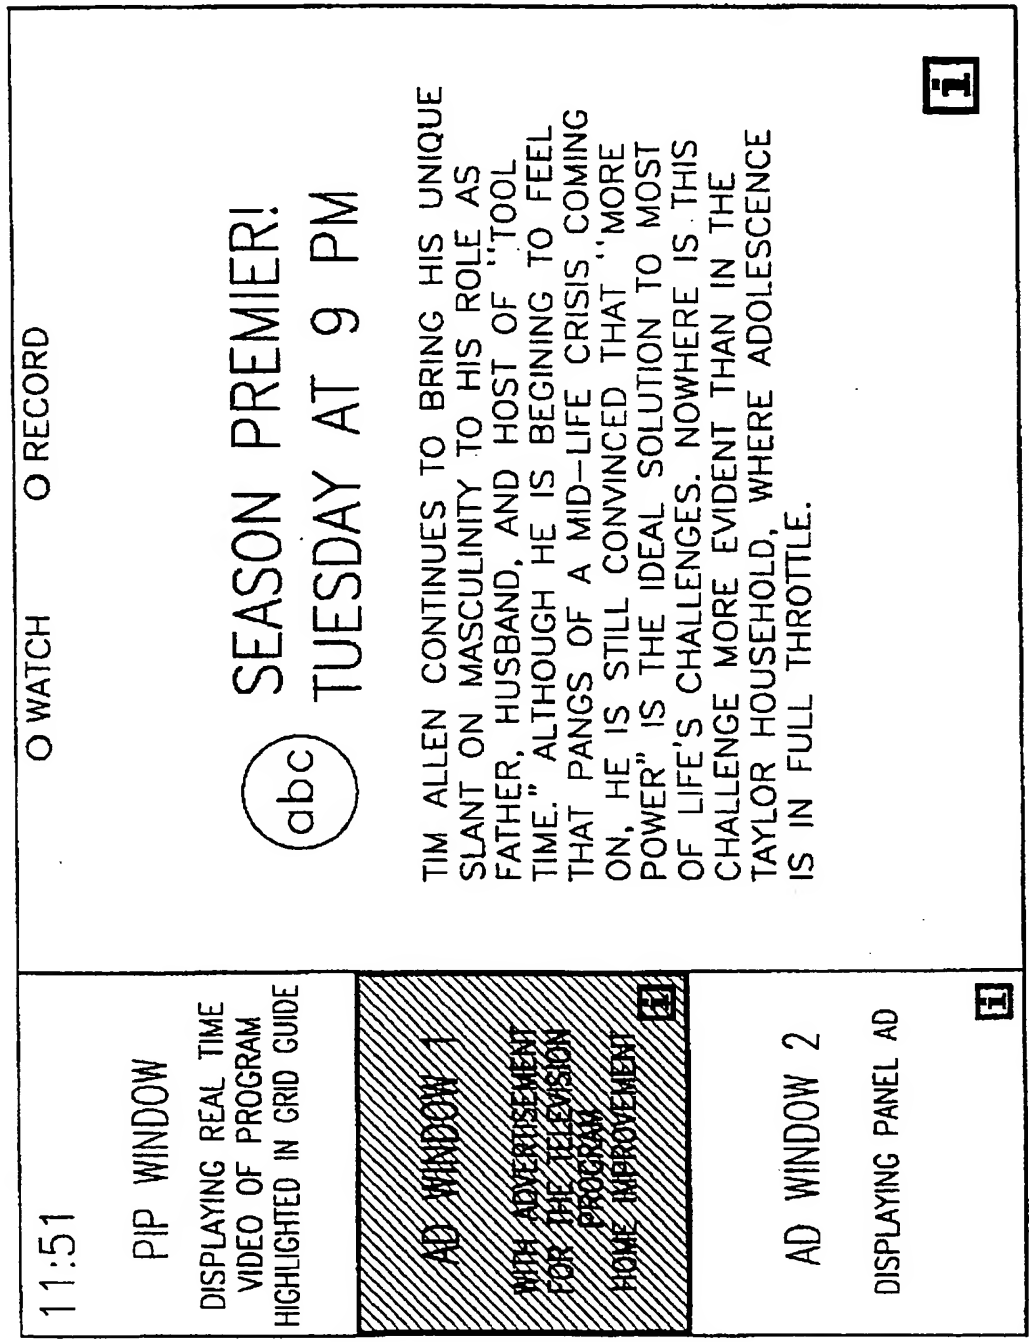 11:51
PIP WINDOW
DISPLAYING REAL TIME
VIDEO OF PROGRAM
HIGHLIGHTED IN GRID GUIDE
AD WINDOW 1
WITH ADVERTISEMENT
FOR THE TELEVISION
PROGRAM
HOME IMPROVEMENT
i
AD WINDOW 2
DISPLAYING PANEL AD
i
O WATCH
O RECORD
abc
SEASON PREMIER!
TUESDAY AT 9 PM
TIM ALLEN CONTINUES TO BRING HIS UNIQUE
SLANT ON MASCULINITY TO HIS ROLE AS
FATHER, HUSBAND, AND HOST OF "TOOL
TIME." ALTHOUGH HE IS BEGINING TO FEEL
THAT PANGS OF A MID-LIFE CRISIS COMING
ON, HE IS STILL CONVINCED THAT "MORE
POWER" IS THE IDEAL SOLUTION TO MOST
OF LIFE'S CHALLENGES. NOWHERE IS THIS
CHALLENGE MORE EVIDENT THAN IN THE
TAYLOR HOUSEHOLD, WHERE ADOLESCENCE
IS IN FULL THROTTLE.
i